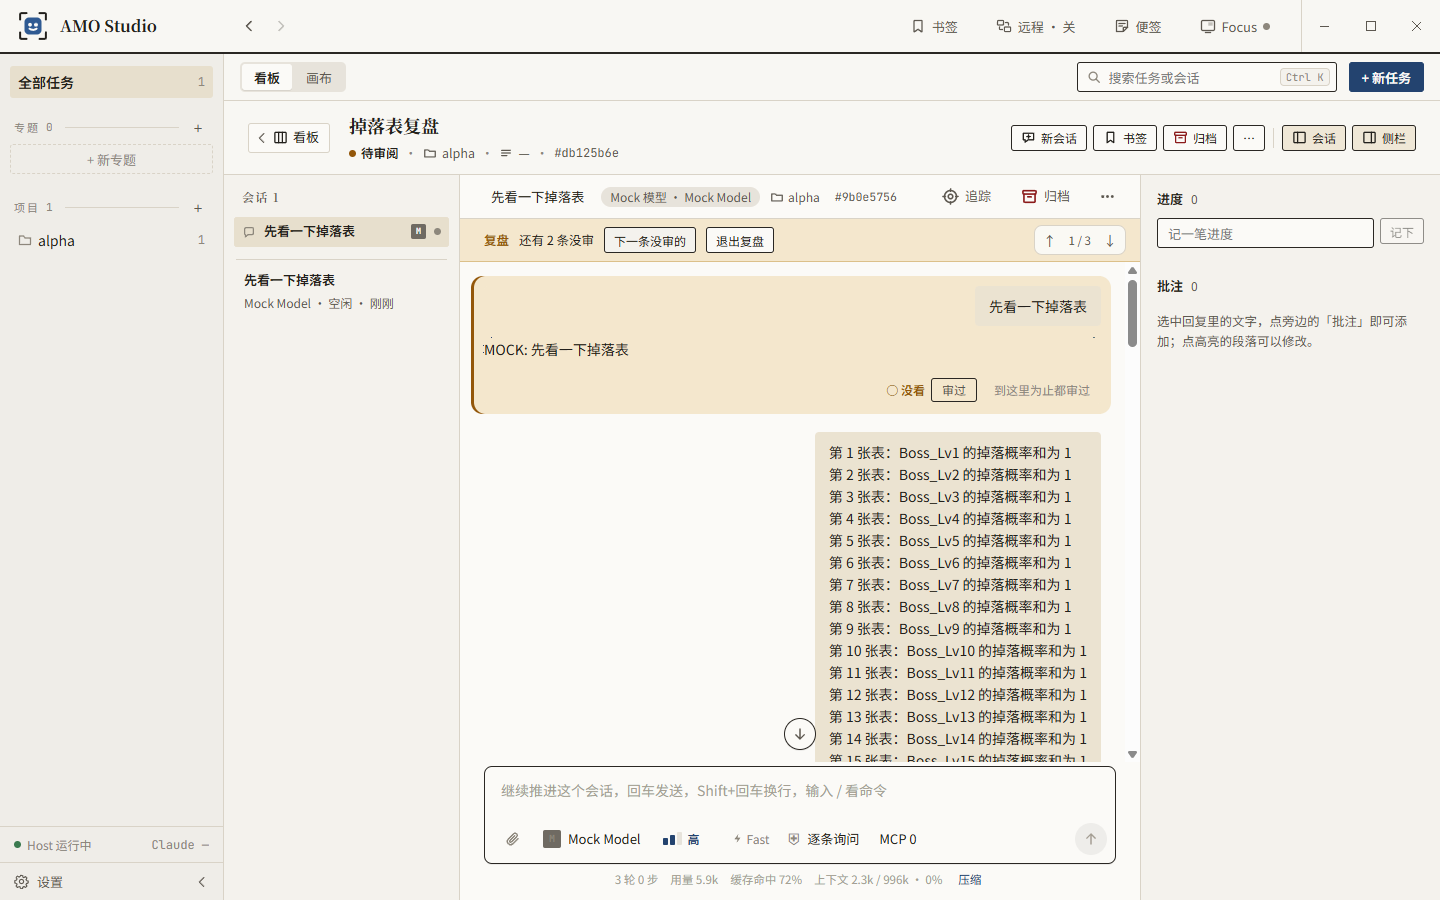 AMO Studio
书签
远程 · 关
便签
Focus
全部任务 1
专题 0
+ 新专题
项目 1
alpha 1
Host 运行中 Claude —
设置
看板 画布
搜索任务或会话 Ctrl K
+ 新任务
看板
掉落表复盘
待审阅 · alpha · — · #db125b6e
新会话 书签 归档 ··· 会话 侧栏
会话 1
先看一下掉落表 M
先看一下掉落表
Mock Model · 空闲 · 刚刚
先看一下掉落表 Mock 模型 · Mock Model alpha #9b0e5756 追踪 归档 ···
复盘 还有 2 条没审 下一条没审的 退出复盘 ↑ 1 / 3 ↓
先看一下掉落表
MOCK: 先看一下掉落表
没看 审过 到这里为止都审过
第 1 张表：Boss_Lv1 的掉落概率和为 1
第 2 张表：Boss_Lv2 的掉落概率和为 1
第 3 张表：Boss_Lv3 的掉落概率和为 1
第 4 张表：Boss_Lv4 的掉落概率和为 1
第 5 张表：Boss_Lv5 的掉落概率和为 1
第 6 张表：Boss_Lv6 的掉落概率和为 1
第 7 张表：Boss_Lv7 的掉落概率和为 1
第 8 张表：Boss_Lv8 的掉落概率和为 1
第 9 张表：Boss_Lv9 的掉落概率和为 1
第 10 张表：Boss_Lv10 的掉落概率和为 1
第 11 张表：Boss_Lv11 的掉落概率和为 1
第 12 张表：Boss_Lv12 的掉落概率和为 1
第 13 张表：Boss_Lv13 的掉落概率和为 1
第 14 张表：Boss_Lv14 的掉落概率和为 1
第 15 张表：Boss_Lv15 的掉落概率和为 1
继续推进这个会话，回车发送，Shift+回车换行，输入 / 看命令
Mock Model 高 Fast 逐条询问 MCP 0
3 轮 0 步 用量 5.9k 缓存命中 72% 上下文 2.3k / 996k · 0% 压缩
进度 0
记一笔进度 记下
批注 0
选中回复里的文字，点旁边的「批注」即可添
加；点高亮的段落可以修改。